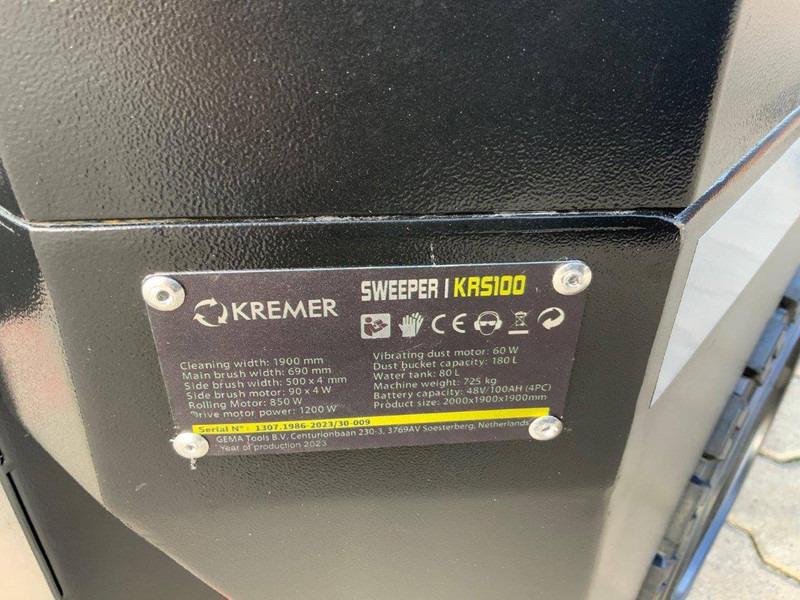 KREMER
SWEEPER I KRS100
CE
Cleaning width: 1900 mm
Main brush width: 690 mm
Side brush width: 500 x 4 mm
Side brush motor: 90 x 4 W
Rolling Motor: 850 W
Drive motor power: 1200 W
Vibrating dust motor: 60 W
Dust bucket capacity: 180 L
Water tank: 80 L
Machine weight: 725 kg
Battery capacity: 48V/100AH (4PC)
Product size: 2000x1900x1900mm
Serial N°: 1307.1986-2023/30-009
GEMA Tools B.V. Centurionbaan 230-3, 3769AV Soesterberg, Netherlands
Year of production 2023